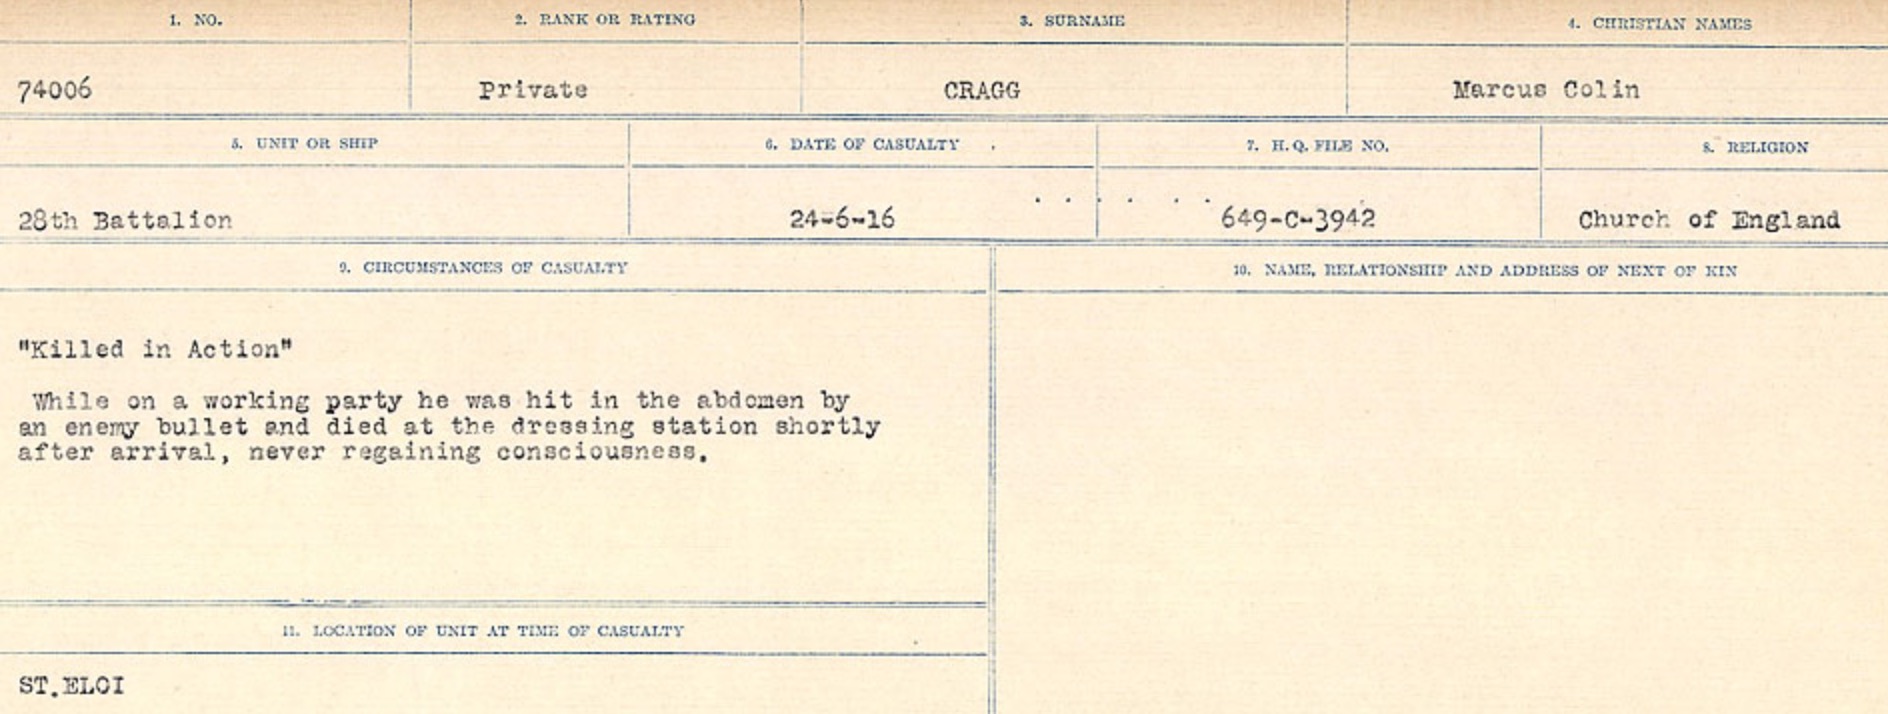 1. NO. 2. RANK OR RATING 3. SURNAME 4. CHRISTIAN NAMES
74006 Private CRAGG Marcus Colin
5. UNIT OR SHIP 6. DATE OF CASUALTY 7. H.Q. FILE NO. 8. RELIGION
28th Battalion 24-6-16 649-C-3942 Church of England
9. CIRCUMSTANCES OF CASUALTY 10. NAME, RELATIONSHIP AND ADDRESS OF NEXT OF KIN
"Killed in Action"
While on a working party he was hit in the abdomen by
an enemy bullet and died at the dressing station shortly
after arrival, never regaining consciousness.
11. LOCATION OF UNIT AT TIME OF CASUALTY
ST.ELOI